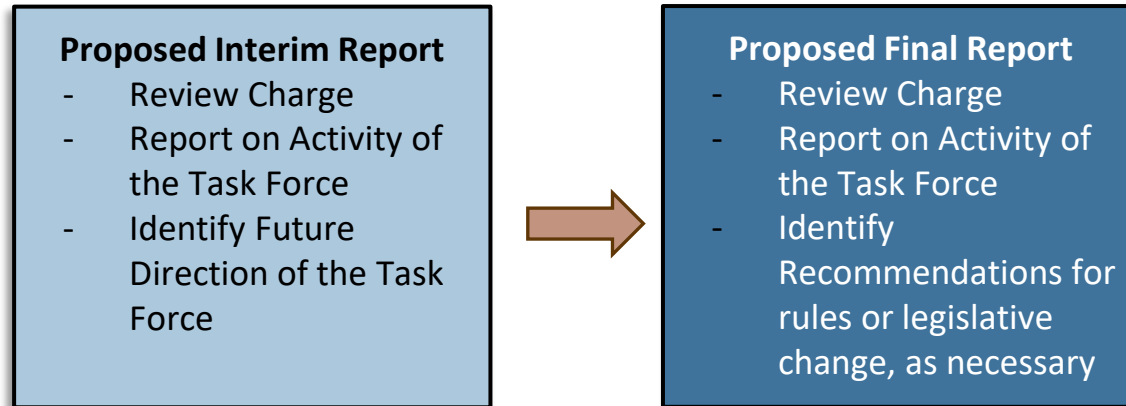 Proposed Interim Report
- Review Charge
- Report on Activity of
the Task Force
- Identify Future
Direction of the Task
Force
Proposed Final Report
- Review Charge
- Report on Activity of
the Task Force
- Identify
Recommendations for
rules or legislative
change, as necessary